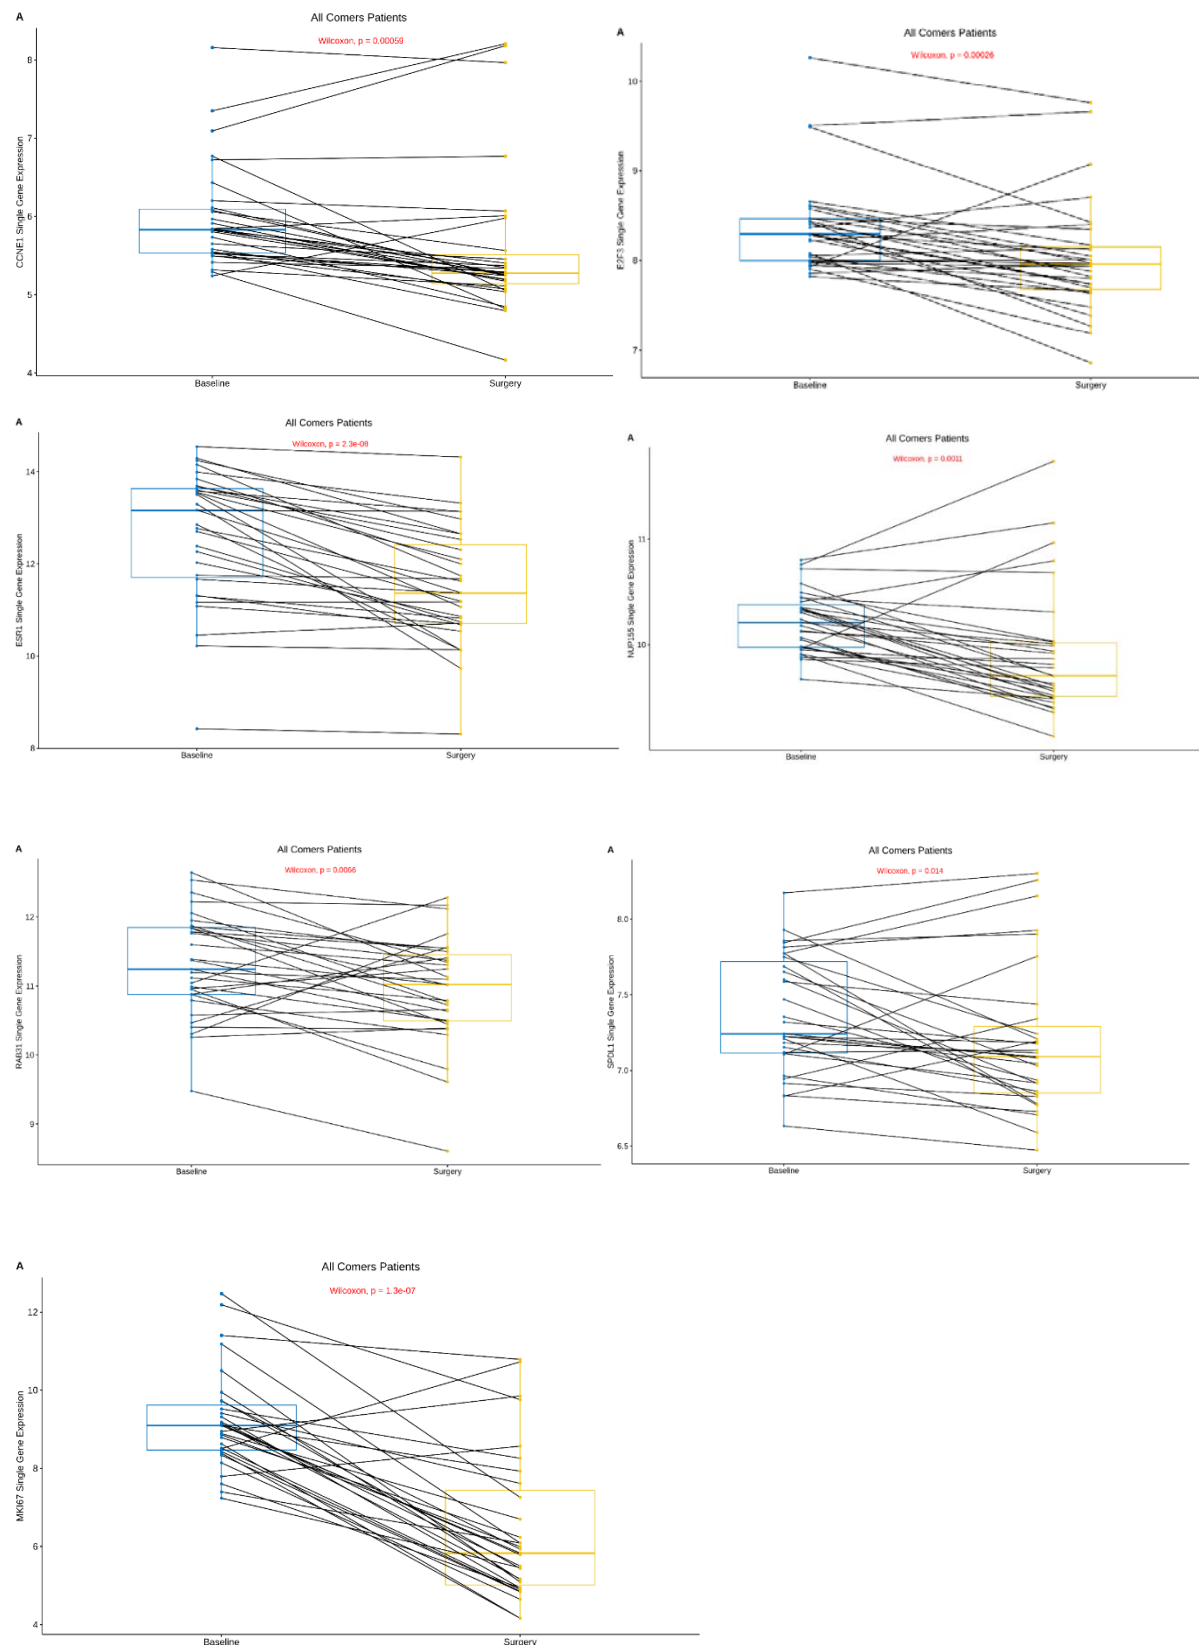 A
All Comers Patients
Wilcoxon, p = 0.00059
CCNE1 Single Gene Expression
8
7
6
5
4
Baseline
Surgery
A
All Comers Patients
Wilcoxon, p = 0.00026
E2F3 Single Gene Expression
10
9
8
7
Baseline
Surgery
A
All Comers Patients
Wilcoxon, p = 2.3e-08
ESR1 Single Gene Expression
14
12
10
8
Baseline
Surgery
A
All Comers Patients
Wilcoxon, p = 0.0011
NUP155 Single Gene Expression
11
10
Baseline
Surgery
A
All Comers Patients
Wilcoxon, p = 0.0066
RAB31 Single Gene Expression
12
11
10
9
Baseline
Surgery
A
All Comers Patients
Wilcoxon, p = 0.014
SPDL1 Single Gene Expression
8.0
7.5
7.0
6.5
Baseline
Surgery
A
All Comers Patients
Wilcoxon, p = 1.3e-07
MKI67 Single Gene Expression
12
10
8
6
4
Baseline
Surgery